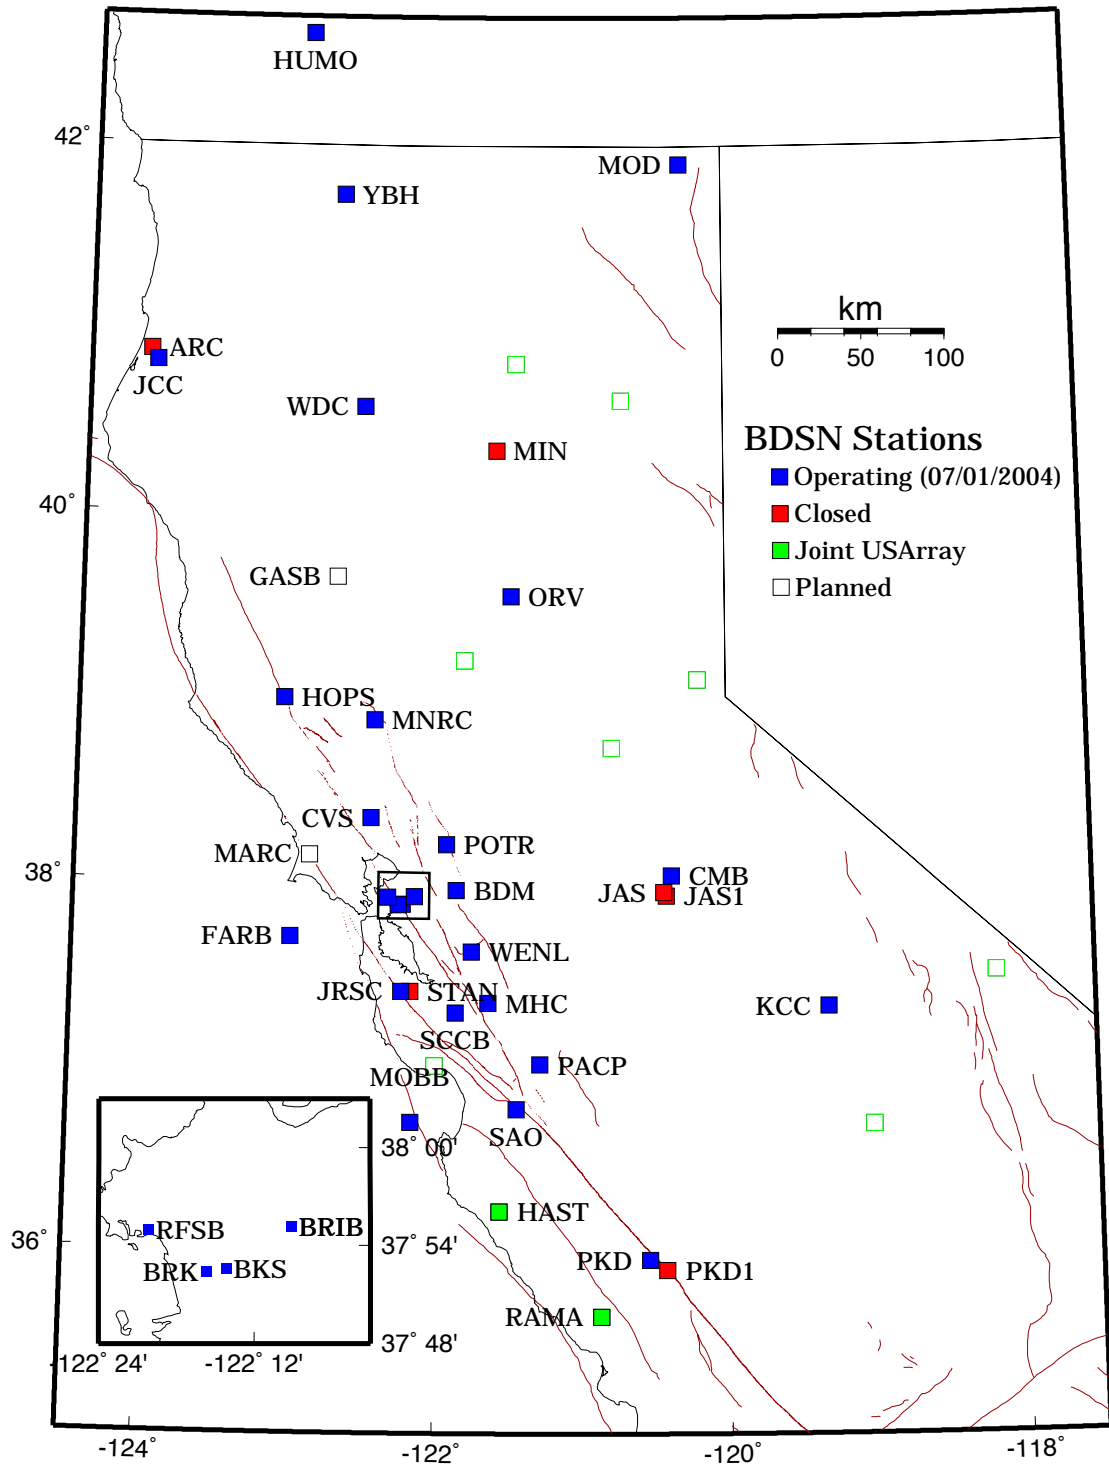 HUMO
42°
MOD
YBH
km
0 50 100
ARC
JCC
WDC
BDSN Stations
MIN
Operating (07/01/2004)
40°
Closed
Joint USArray
GASB
Planned
ORV
HOPS
MNRC
CVS
POTR
MARC
38°
CMB
BDM
JAS
JAS1
FARB
WENL
JRSC
STAN
MHC
KCC
SCCB
PACP
MOBB
SAO
38° 00'
HAST
RFSB
BRIB
36°
37° 54'
PKD
BRK
BKS
PKD1
RAMA
37° 48'
-122° 24'
-122° 12'
-124°
-122°
-120°
-118°